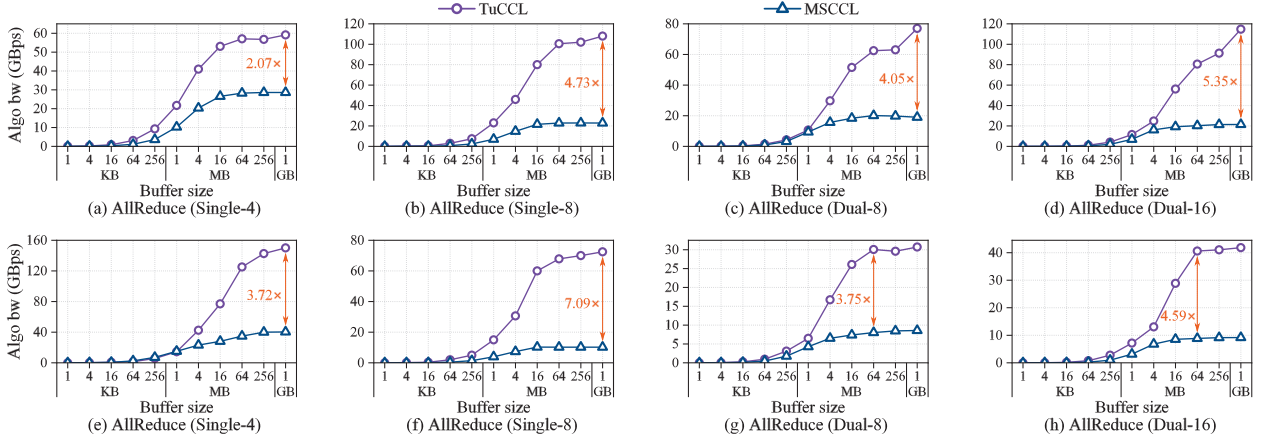 TuCCL MSCCL
Algo bw (GBps)
60
50
40
30
20
10
0
2.07×
1 4 16 64 256 1 4 16 64 256 1
KB MB GB
Buffer size
(a) AllReduce (Single-4)
120
100
80
60
40
20
0
4.73×
1 4 16 64 256 1 4 16 64 256 1
KB MB GB
Buffer size
(b) AllReduce (Single-8)
80
60
40
20
0
4.05×
1 4 16 64 256 1 4 16 64 256 1
KB MB GB
Buffer size
(c) AllReduce (Dual-8)
120
100
80
60
40
20
0
5.35×
1 4 16 64 256 1 4 16 64 256 1
KB MB GB
Buffer size
(d) AllReduce (Dual-16)
Algo bw (GBps)
160
120
80
40
0
3.72×
1 4 16 64 256 1 4 16 64 256 1
KB MB GB
Buffer size
(e) AllReduce (Single-4)
80
60
40
20
0
7.09×
1 4 16 64 256 1 4 16 64 256 1
KB MB GB
Buffer size
(f) AllReduce (Single-8)
30
25
20
15
10
5
0
3.75×
1 4 16 64 256 1 4 16 64 256 1
KB MB GB
Buffer size
(g) AllReduce (Dual-8)
40
30
20
10
0
4.59×
1 4 16 64 256 1 4 16 64 256 1
KB MB GB
Buffer size
(h) AllReduce (Dual-16)